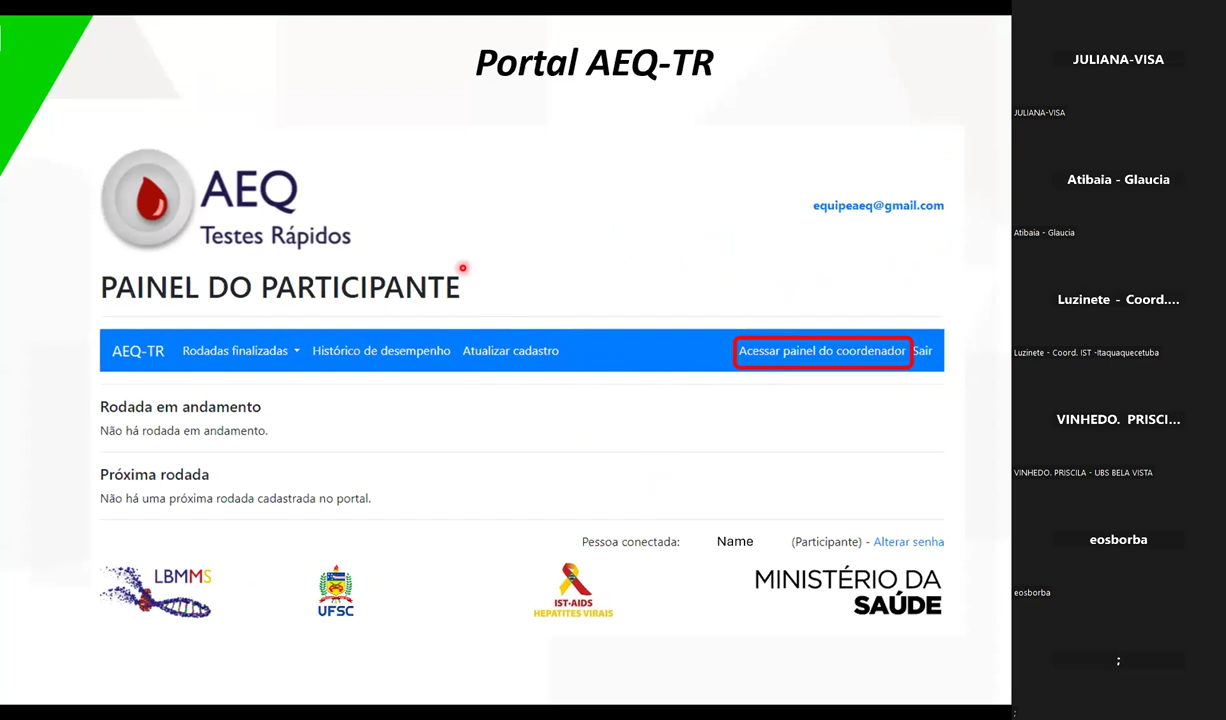 Portal AEQ-TR
AEQ
Testes Rápidos
equipeaeq@gmail.com
PAINEL DO PARTICIPANTE
AEQ-TR Rodadas finalizadas Histórico de desempenho Atualizar cadastro Acessar painel do coordenador Sair
Rodada em andamento
Não há rodada em andamento.
Próxima rodada
Não há uma próxima rodada cadastrada no portal.
Pessoa conectada: Name (Participante) - Alterar senha
LBMMS
UFSC
IST-AIDS
HEPATITES VIRAIS
MINISTÉRIO DA
SAÚDE
JULIANA-VISA
JULIANA-VISA
Atibaia - Glaucia
Atibaia - Glaucia
Luzinete - Coord....
Luzinete - Coord. IST -Itaquaquecetuba
VINHEDO. PRISCI...
VINHEDO. PRISCILA - UBS BELA VISTA
eosborba
eosborba
;
;